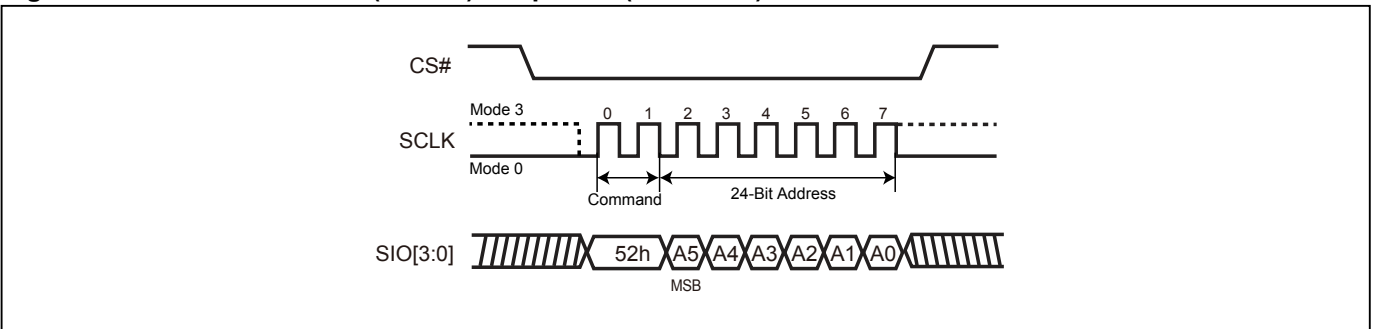 CS#
Mode 3
0 1 2 3 4 5 6 7
SCLK
Mode 0
Command
24-Bit Address
SIO[3:0]
52h A5 A4 A3 A2 A1 A0
MSB